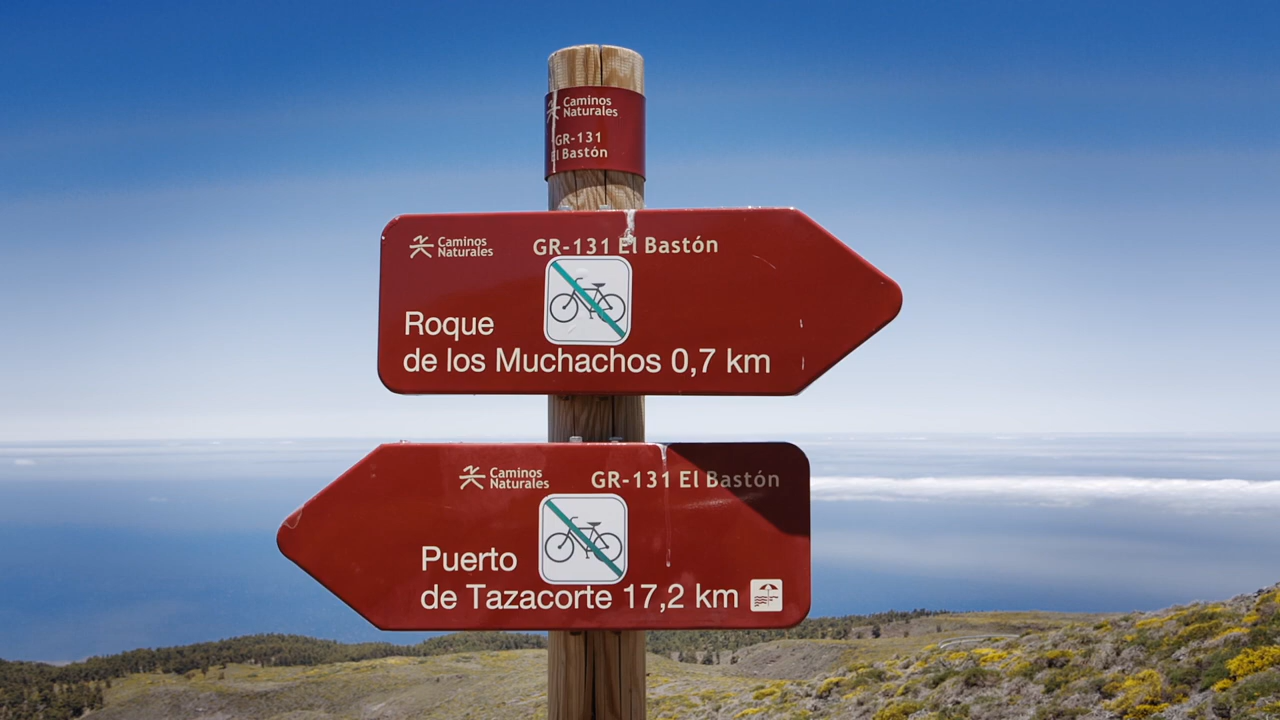 Caminos
Naturales
GR-131
El Bastón
Caminos
Naturales
GR-131 El Bastón
Roque
de los Muchachos 0,7 km
Caminos
Naturales
GR-131 El Bastón
Puerto
de Tazacorte 17,2 km